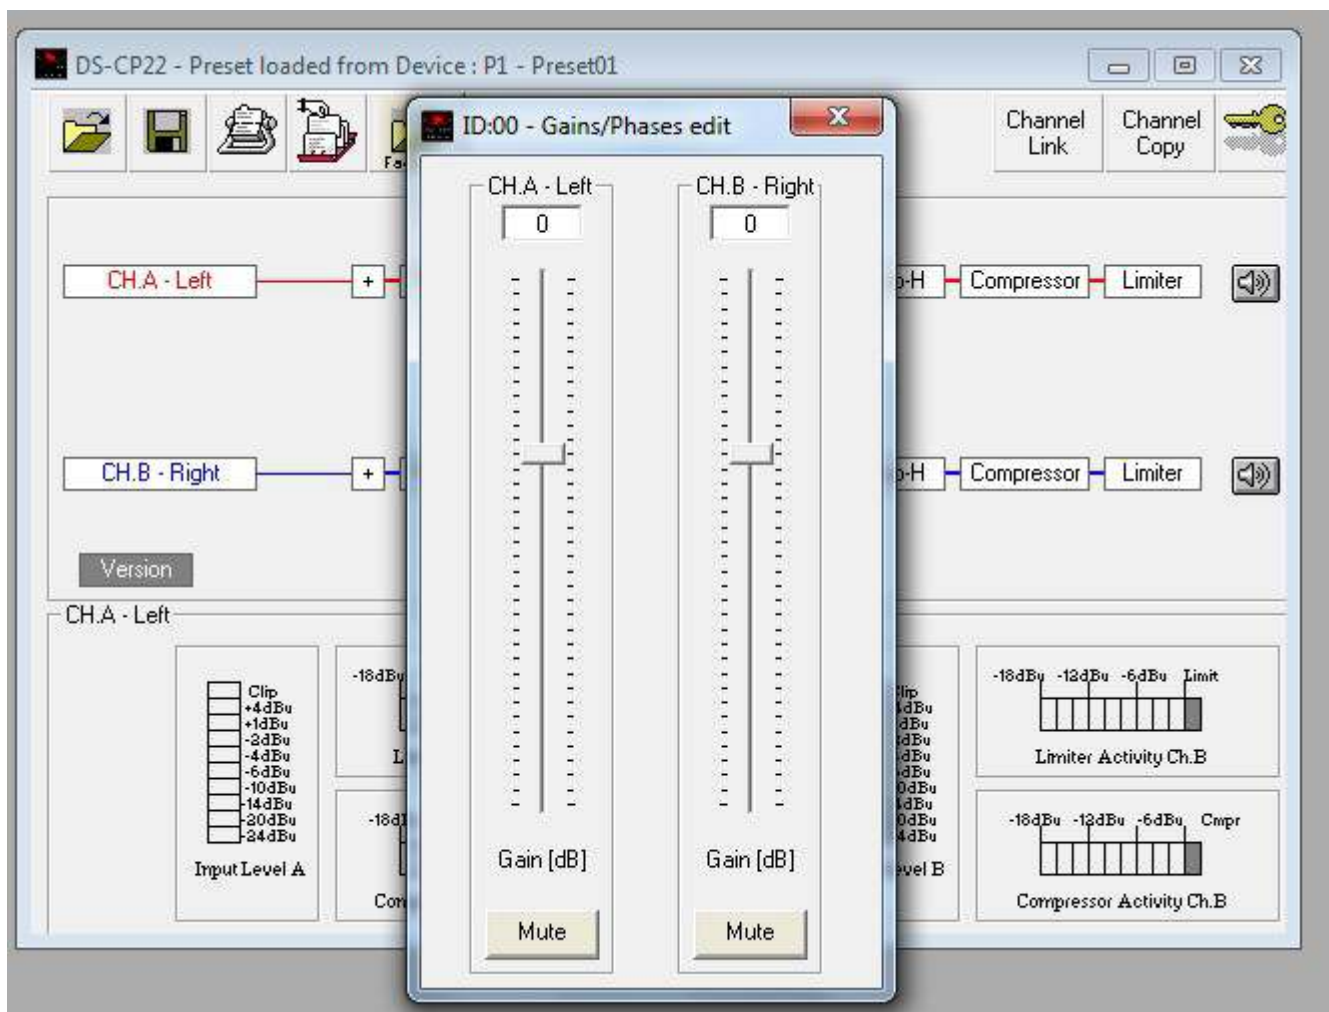 DS-CP22 - Preset loaded from Device : P1 - Preset01
ID:00 - Gains/Phases edit
Channel Link
Channel Copy
CH.A - Left
0
CH.B - Right
0
CH.A - Left
+
Compressor
Limiter
CH.B - Right
+
Compressor
Limiter
Version
CH.A - Left
Clip
+4dBu
+1dBu
-2dBu
-4dBu
-6dBu
-10dBu
-14dBu
-20dBu
-24dBu
Input Level A
-18dBu
-18dBu -12dBu -6dBu Limit
Limiter Activity Ch.B
-18dBu -12dBu -6dBu Cmpr
Compressor Activity Ch.B
Gain [dB]
Gain [dB]
Mute
Mute